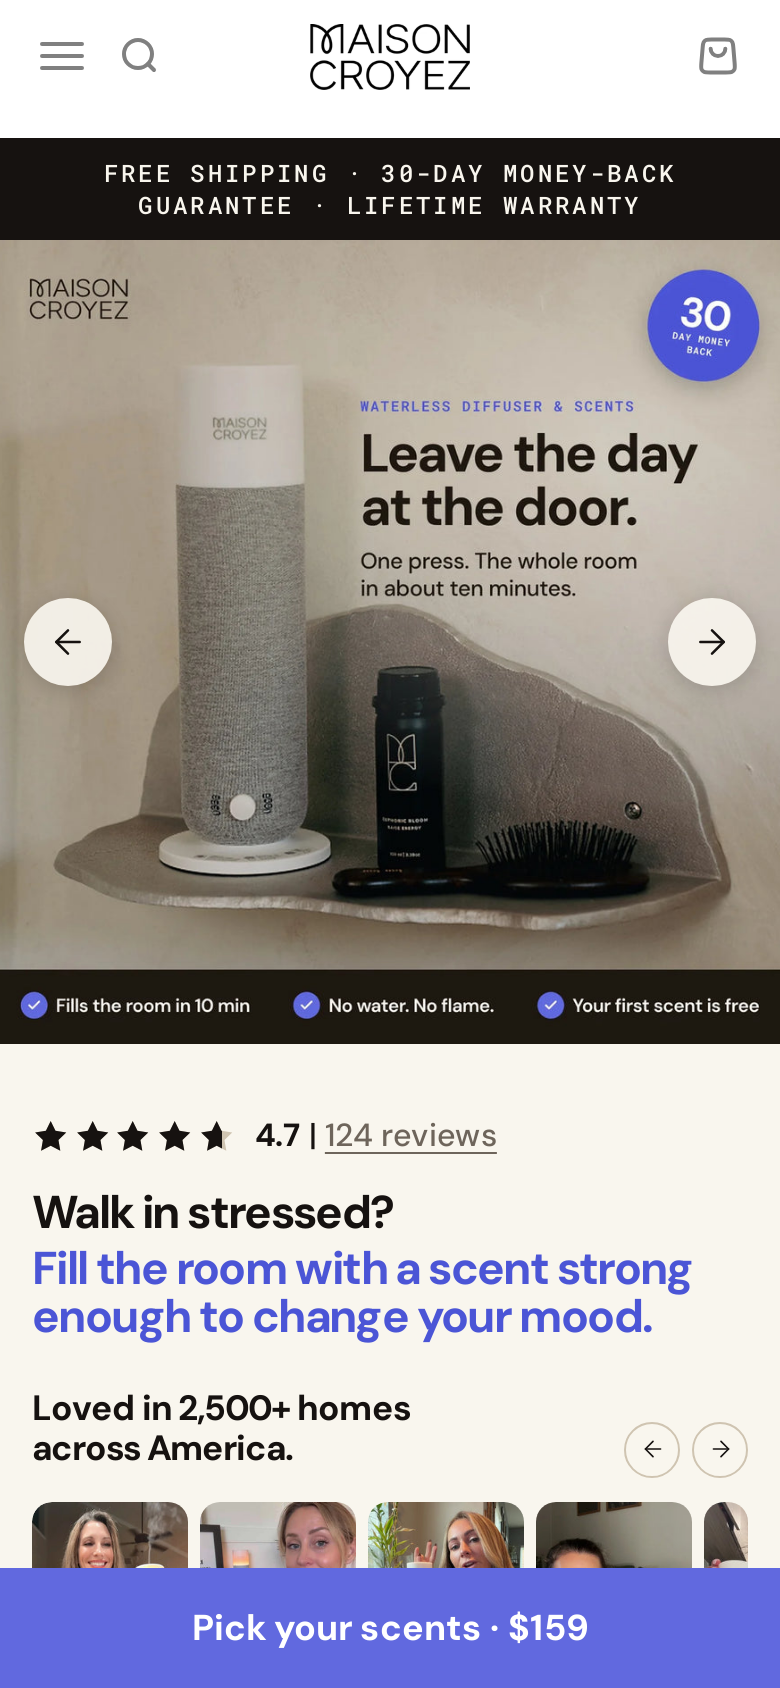 MAISON
CROYEZ
FREE SHIPPING · 30-DAY MONEY-BACK
GUARANTEE · LIFETIME WARRANTY
MAISON
CROYEZ
30
DAY MONEY
BACK
MAISON
CROYEZ
WATERLESS DIFFUSER & SCENTS
Leave the day
at the door.
One press. The whole room
in about ten minutes.
MC
EUPHORIC BLOOM
Fills the room in 10 min
No water. No flame.
Your first scent is free
4.7 | 124 reviews
Walk in stressed?
Fill the room with a scent strong
enough to change your mood.
Loved in 2,500+ homes
across America.
Pick your scents · $159